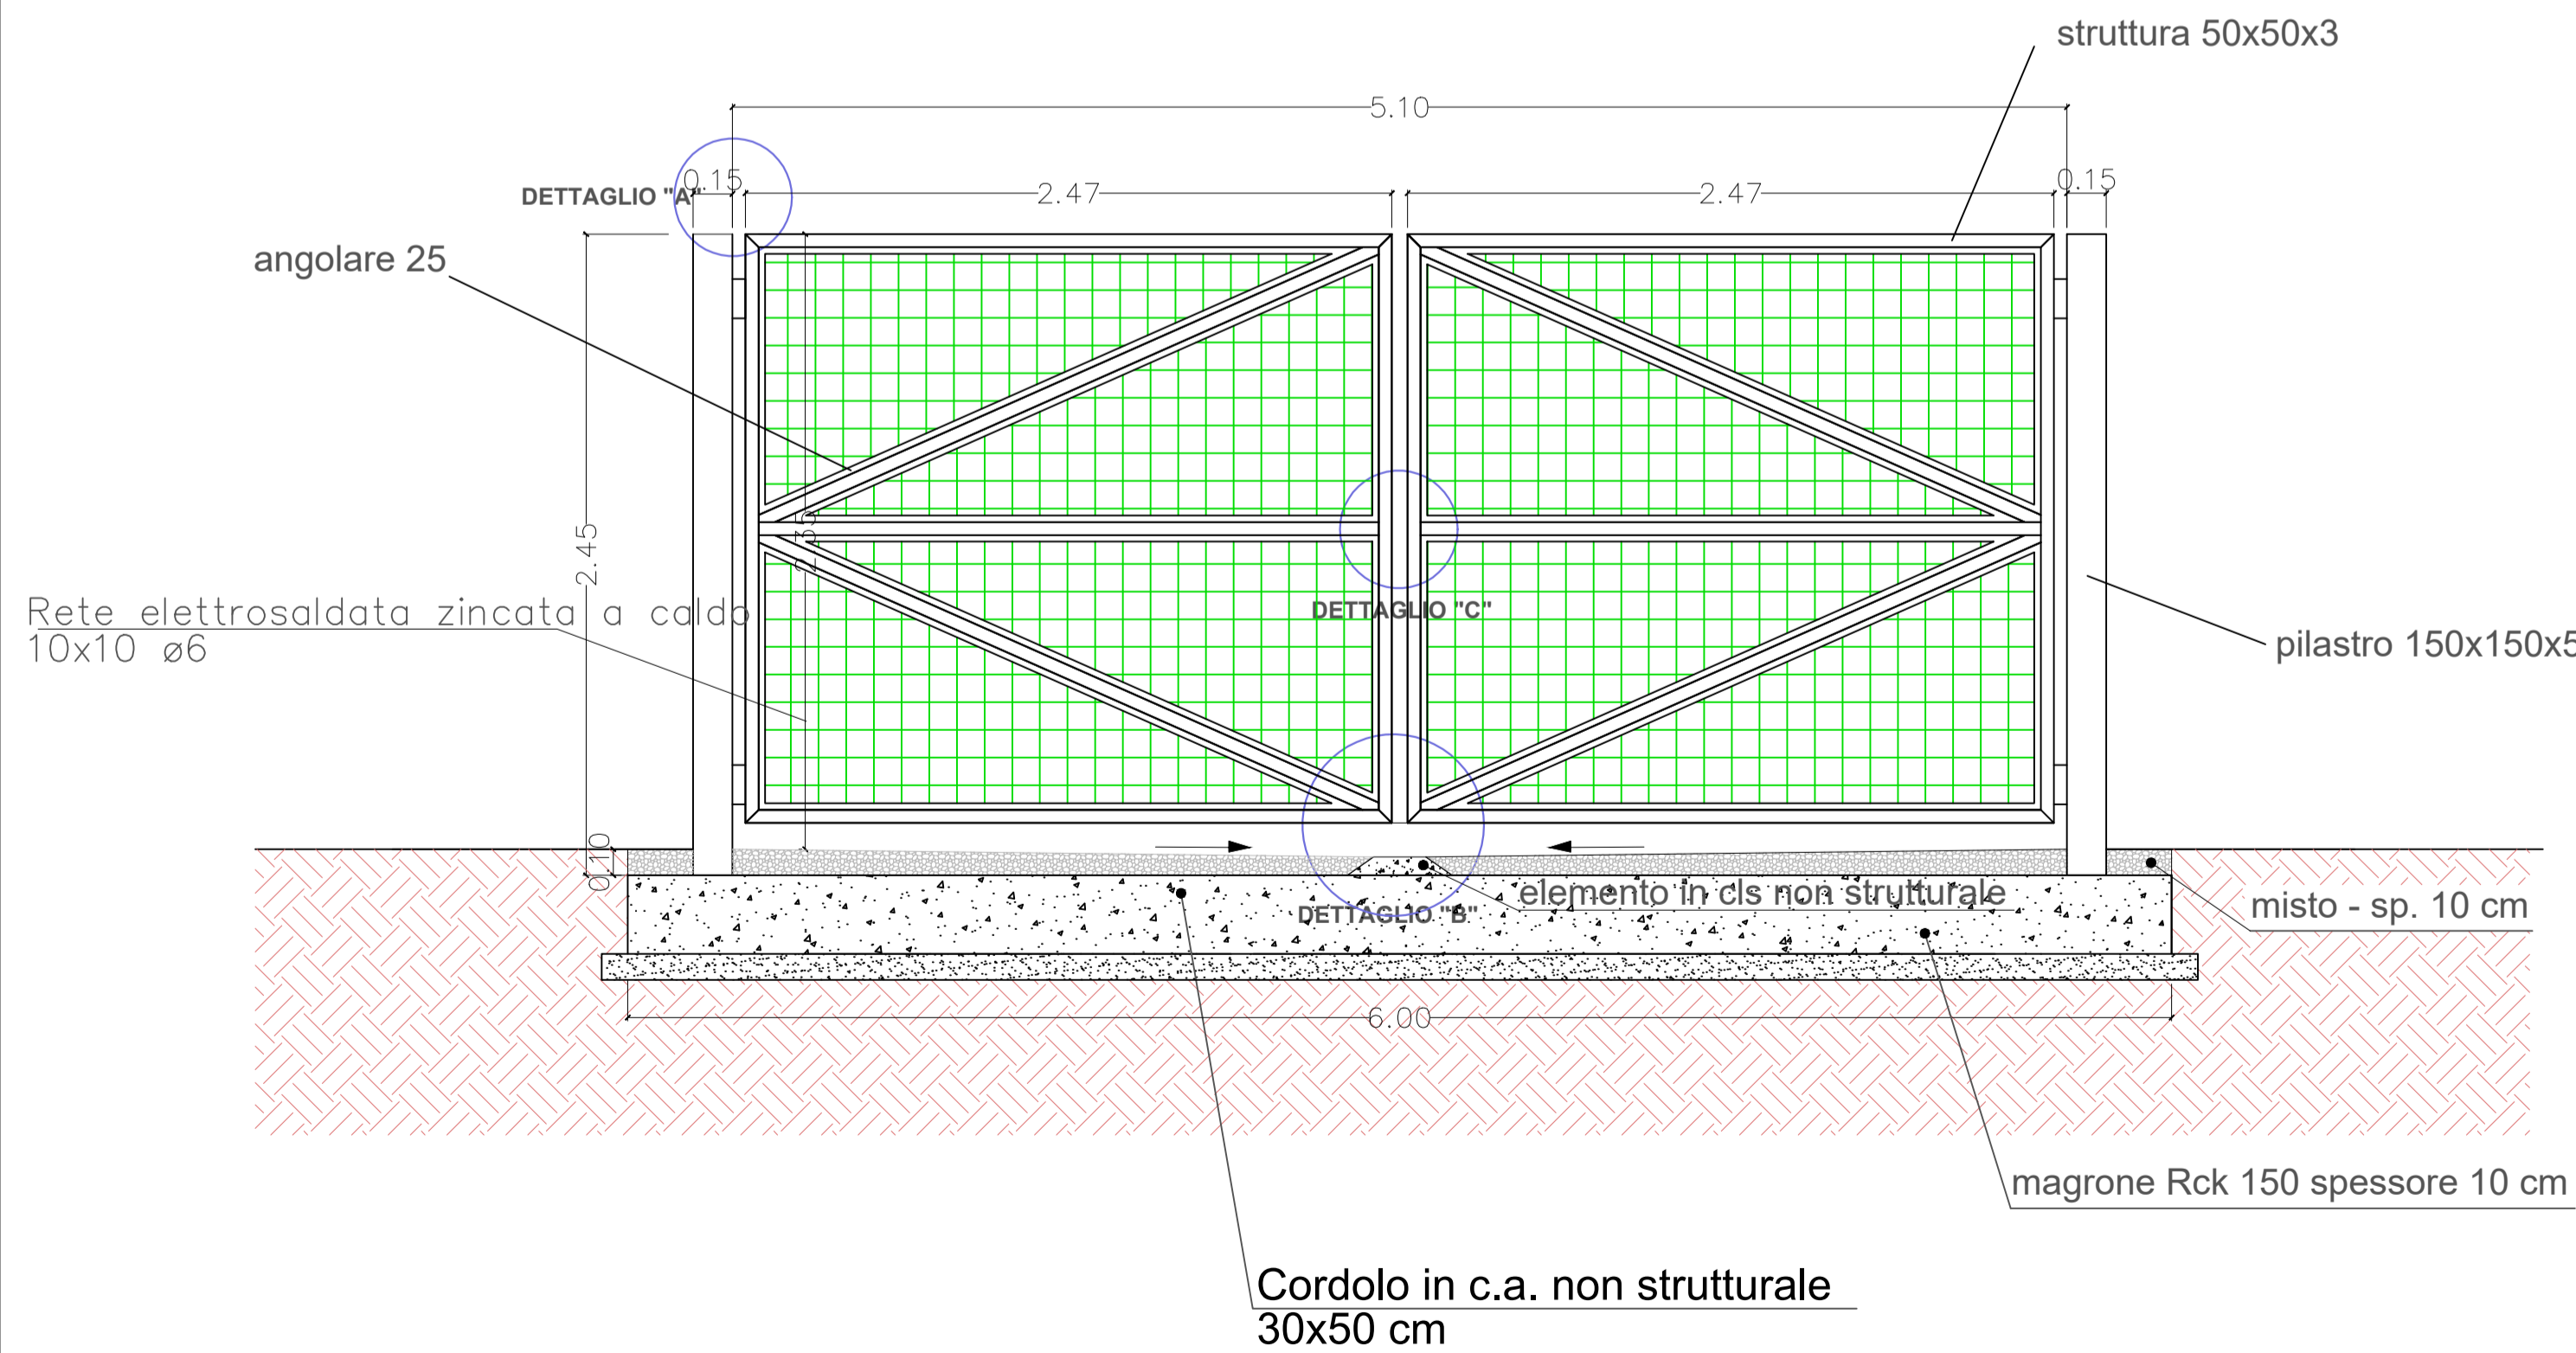 struttura 50x50x3
5.10
DETTAGLIO "A"
0.15
2.47
2.47
0.15
angolare 25
2.45
2.35
Rete elettrosaldata zincata a caldo
10x10 ø6
DETTAGLIO "C"
pilastro 150x150x5
0.10
elemento in cls non strutturale
DETTAGLIO "B"
misto - sp. 10 cm
6.00
magrone Rck 150 spessore 10 cm
Cordolo in c.a. non strutturale
30x50 cm